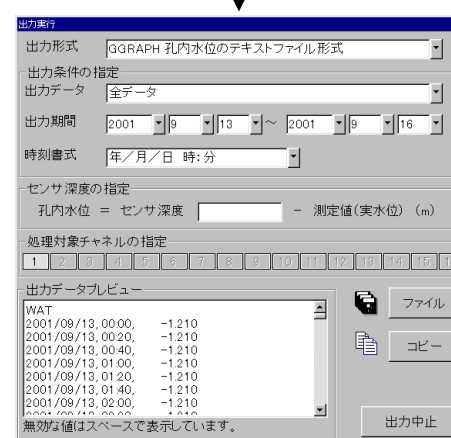 出力実行
出力形式 GGRAPH 孔内水位のテキストファイル形式
出力条件の指定
出力データ 全データ
出力期間 2001 9 13 ～ 2001 9 16
時刻書式 年／月／日 時:分
センサ深度の指定
孔内水位 = センサ深度 － 測定値(実水位) (m)
処理対象チャネルの指定
1 2 3 4 5 6 7 8 9 10 11 12 13 14 15
出力データプレビュー
WAT
2001/09/13, 00:00, -1.210
2001/09/13, 00:20, -1.210
2001/09/13, 00:40, -1.210
2001/09/13, 01:00, -1.210
2001/09/13, 01:20, -1.210
2001/09/13, 01:40, -1.210
2001/09/13, 02:00, -1.210
無効な値はスペースで表示しています。
ファイル
コピー
出力中止